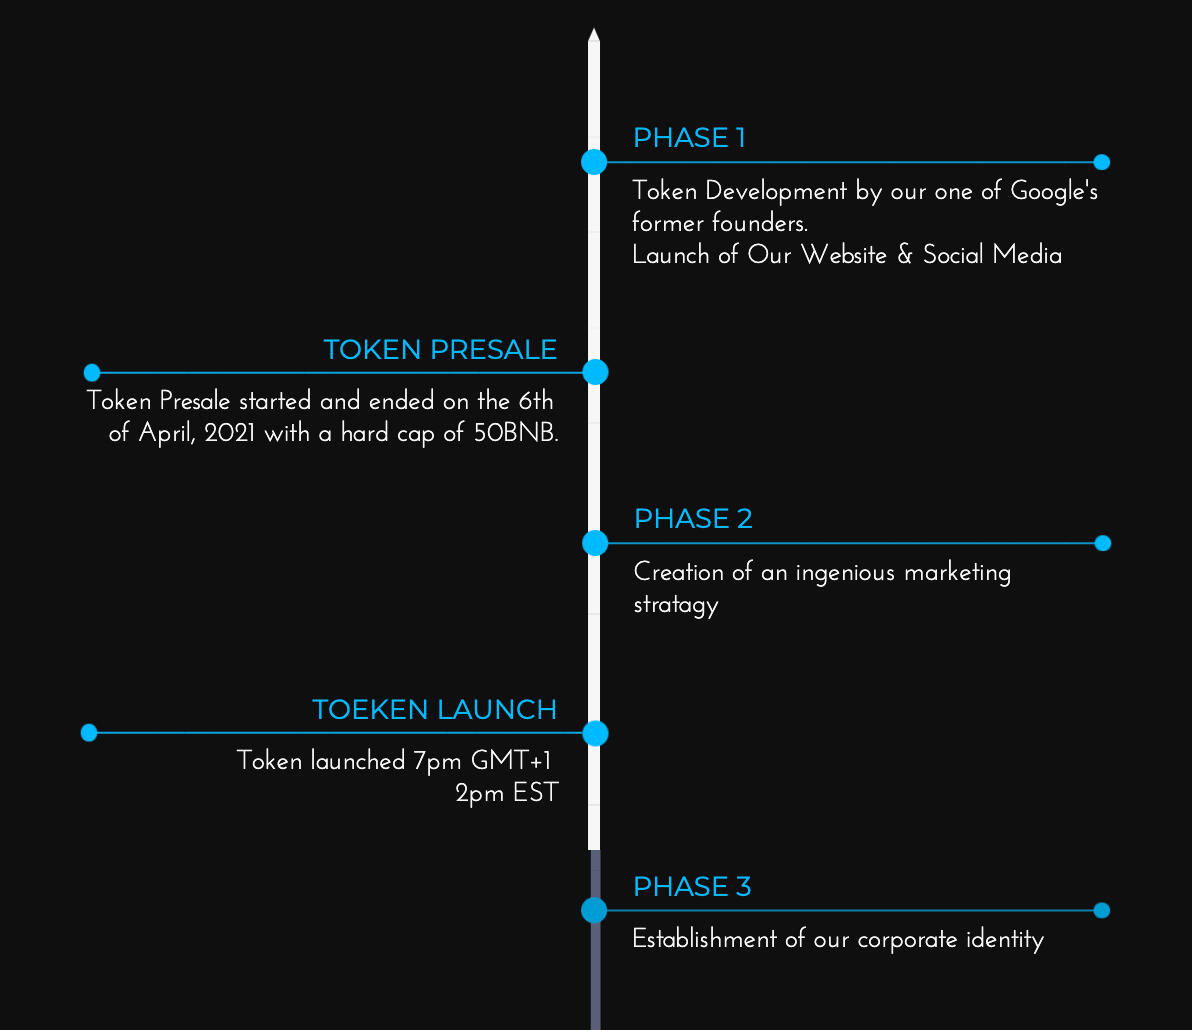 PHASE 1
Token Development by our one of Google's
former founders.
Launch of Our Website & Social Media
TOKEN PRESALE
Token Presale started and ended on the 6th
of April, 2021 with a hard cap of 50BNB.
PHASE 2
Creation of an ingenious marketing
stratagy
TOEKEN LAUNCH
Token launched 7pm GMT+1
2pm EST
PHASE 3
Establishment of our corporate identity